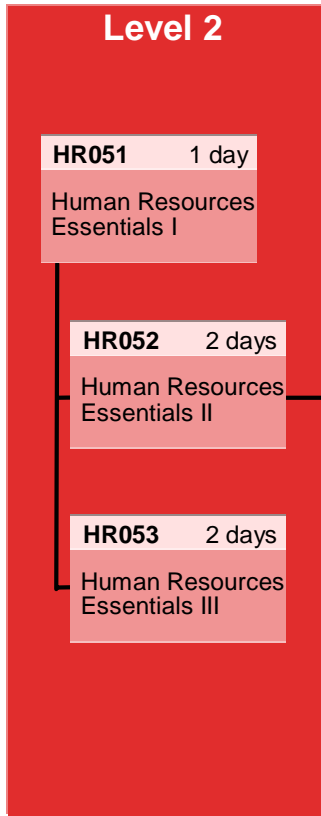 Level 2
HR051 1 day
Human Resources
Essentials I
HR052 2 days
Human Resources
Essentials II
HR053 2 days
Human Resources
Essentials III